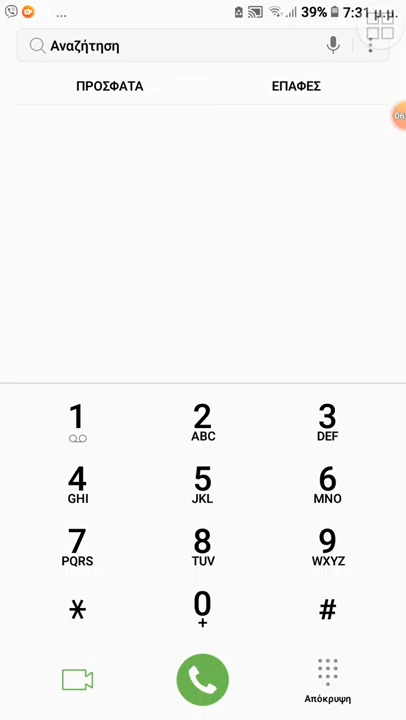 ... 39% 7:31 μ.μ.
Αναζήτηση
ΠΡΟΣΦΑΤΑ ΕΠΑΦΕΣ
06
1 2 3
ABC DEF
4 5 6
GHI JKL MNO
7 8 9
PQRS TUV WXYZ
* 0 #
+
Απόκρυψη